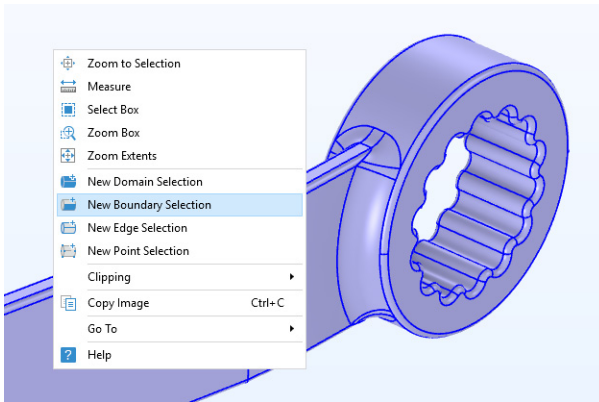 Zoom to Selection
Measure
Select Box
Zoom Box
Zoom Extents
New Domain Selection
New Boundary Selection
New Edge Selection
New Point Selection
Clipping
Copy Image Ctrl+C
Go To
? Help